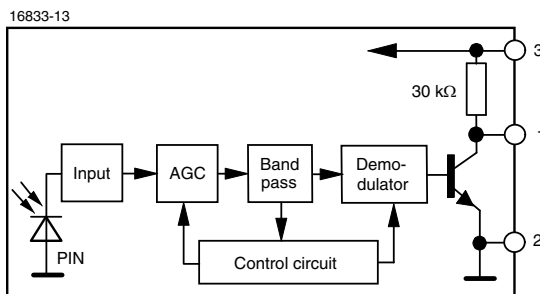 16833-13
3
30 kΩ
1
Input
AGC
Band
pass
Demo-
dulator
2
PIN
Control circuit